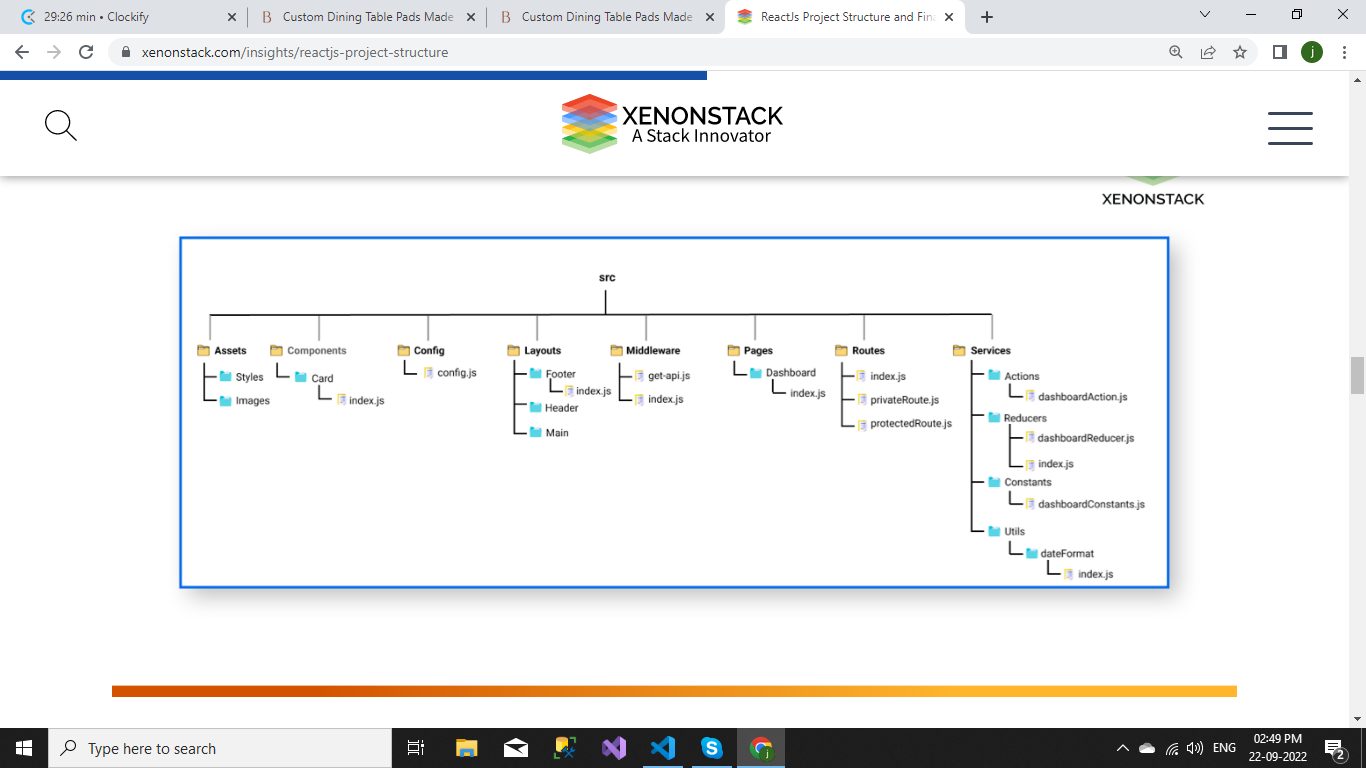 29:26 min • Clockify
Custom Dining Table Pads Made
Custom Dining Table Pads Made
ReactJs Project Structure and Fin
xenonstack.com/insights/reactjs-project-structure
j
XENONSTACK
A Stack Innovator
XENONSTACK
src
Assets
Components
Config
Layouts
Middleware
Pages
Routes
Services
Styles
Images
Card
index.js
config.js
Footer
index.js
Header
Main
get-api.js
index.js
Dashboard
index.js
index.js
privateRoute.js
protectedRoute.js
Actions
dashboardAction.js
Reducers
dashboardReducer.js
index.js
Constants
dashboardConstants.js
Utils
dateFormat
index.js
Type here to search
j
ENG
02:49 PM
22-09-2022
2